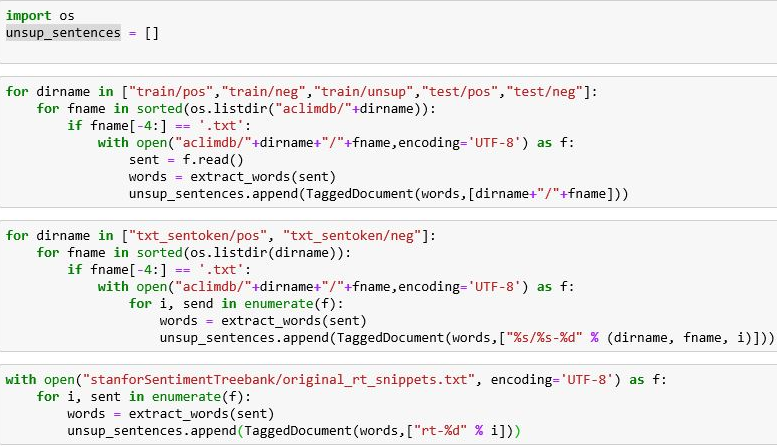 import os
unsup_sentences = []
for dirname in ["train/pos","train/neg","train/unsup","test/pos","test/neg"]:
    for fname in sorted(os.listdir("aclimdb/"+dirname)):
        if fname[-4:] == '.txt':
            with open("aclimdb/"+dirname+"/"+fname,encoding='UTF-8') as f:
                sent = f.read()
                words = extract_words(sent)
                unsup_sentences.append(TaggedDocument(words,[dirname+"/"+fname]))
for dirname in ["txt_sentoken/pos", "txt_sentoken/neg"]:
    for fname in sorted(os.listdir(dirname)):
        if fname[-4:] == '.txt':
            with open("aclimdb/"+dirname+"/"+fname,encoding='UTF-8') as f:
                for i, send in enumerate(f):
                    words = extract_words(sent)
                    unsup_sentences.append(TaggedDocument(words,["%s/%s-%d" % (dirname, fname, i)]))
with open("stanforSentimentTreebank/original_rt_snippets.txt", encoding='UTF-8') as f:
    for i, sent in enumerate(f):
        words = extract_words(sent)
        unsup_sentences.append(TaggedDocument(words,["rt-%d" % i]))